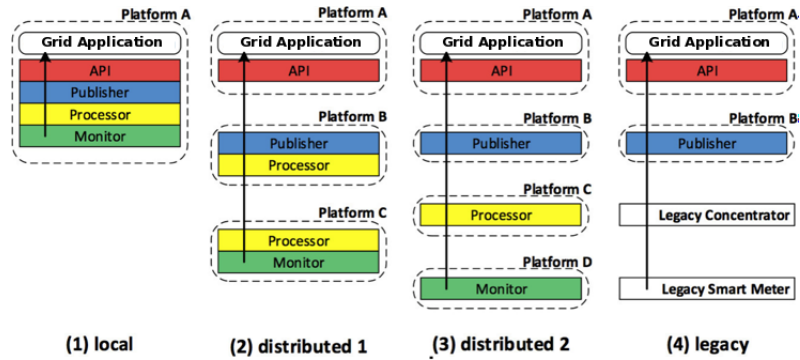 Platform A
Grid Application
API
Publisher
Processor
Monitor
(1) local
Platform A
Grid Application
API
Platform B
Publisher
Processor
Platform C
Processor
Monitor
(2) distributed 1
Platform A
Grid Application
API
Platform B
Publisher
Platform C
Processor
Platform D
Monitor
(3) distributed 2
Platform A
Grid Application
API
Platform B
Publisher
Legacy Concentrator
Legacy Smart Meter
(4) legacy